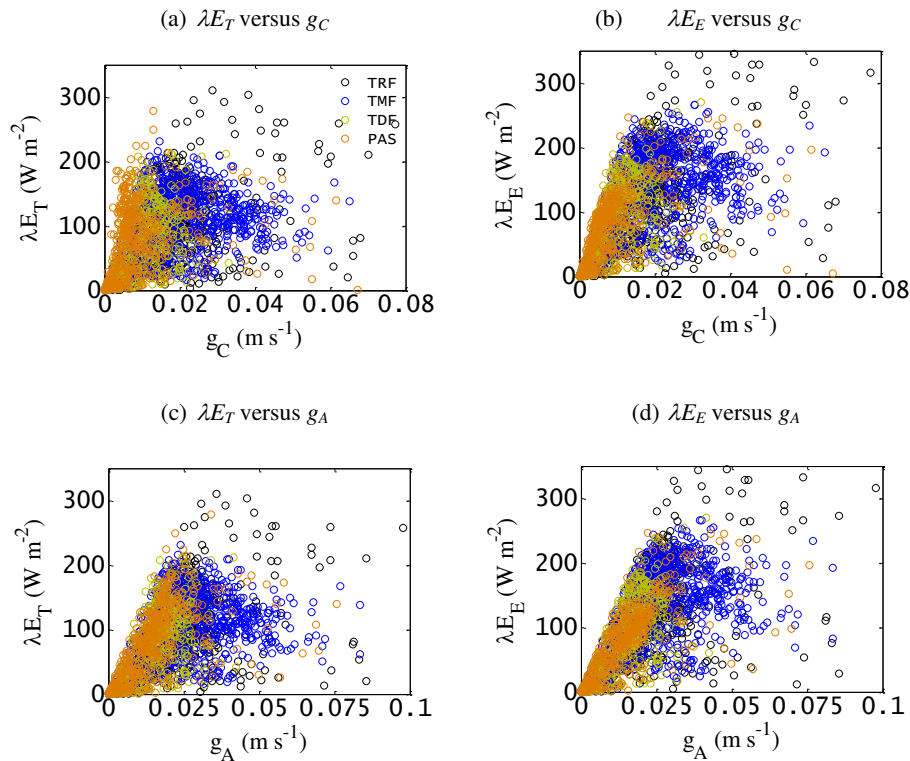 (a) λE_T versus g_C
(b) λE_E versus g_C
300
200
100
0
λE_T (W m⁻²)
TRF
TMF
TDF
PAS
0 0.02 0.04 0.06 0.08
g_C (m s⁻¹)
300
200
100
0
λE_E (W m⁻²)
0 0.02 0.04 0.06 0.08
g_C (m s⁻¹)
(c) λE_T versus g_A
(d) λE_E versus g_A
300
200
100
0
λE_T (W m⁻²)
0 0.025 0.05 0.075 0.1
g_A (m s⁻¹)
300
200
100
0
λE_E (W m⁻²)
0 0.025 0.05 0.075 0.1
g_A (m s⁻¹)